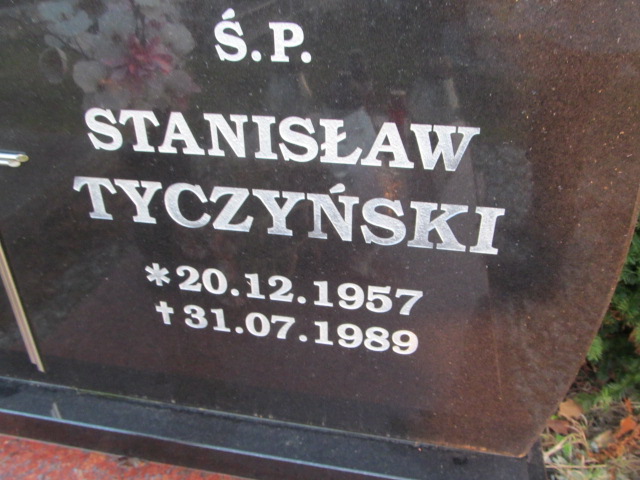 Ś.P.
STANISŁAW
TYCZYŃSKI
*20.12.1957
†31.07.1989